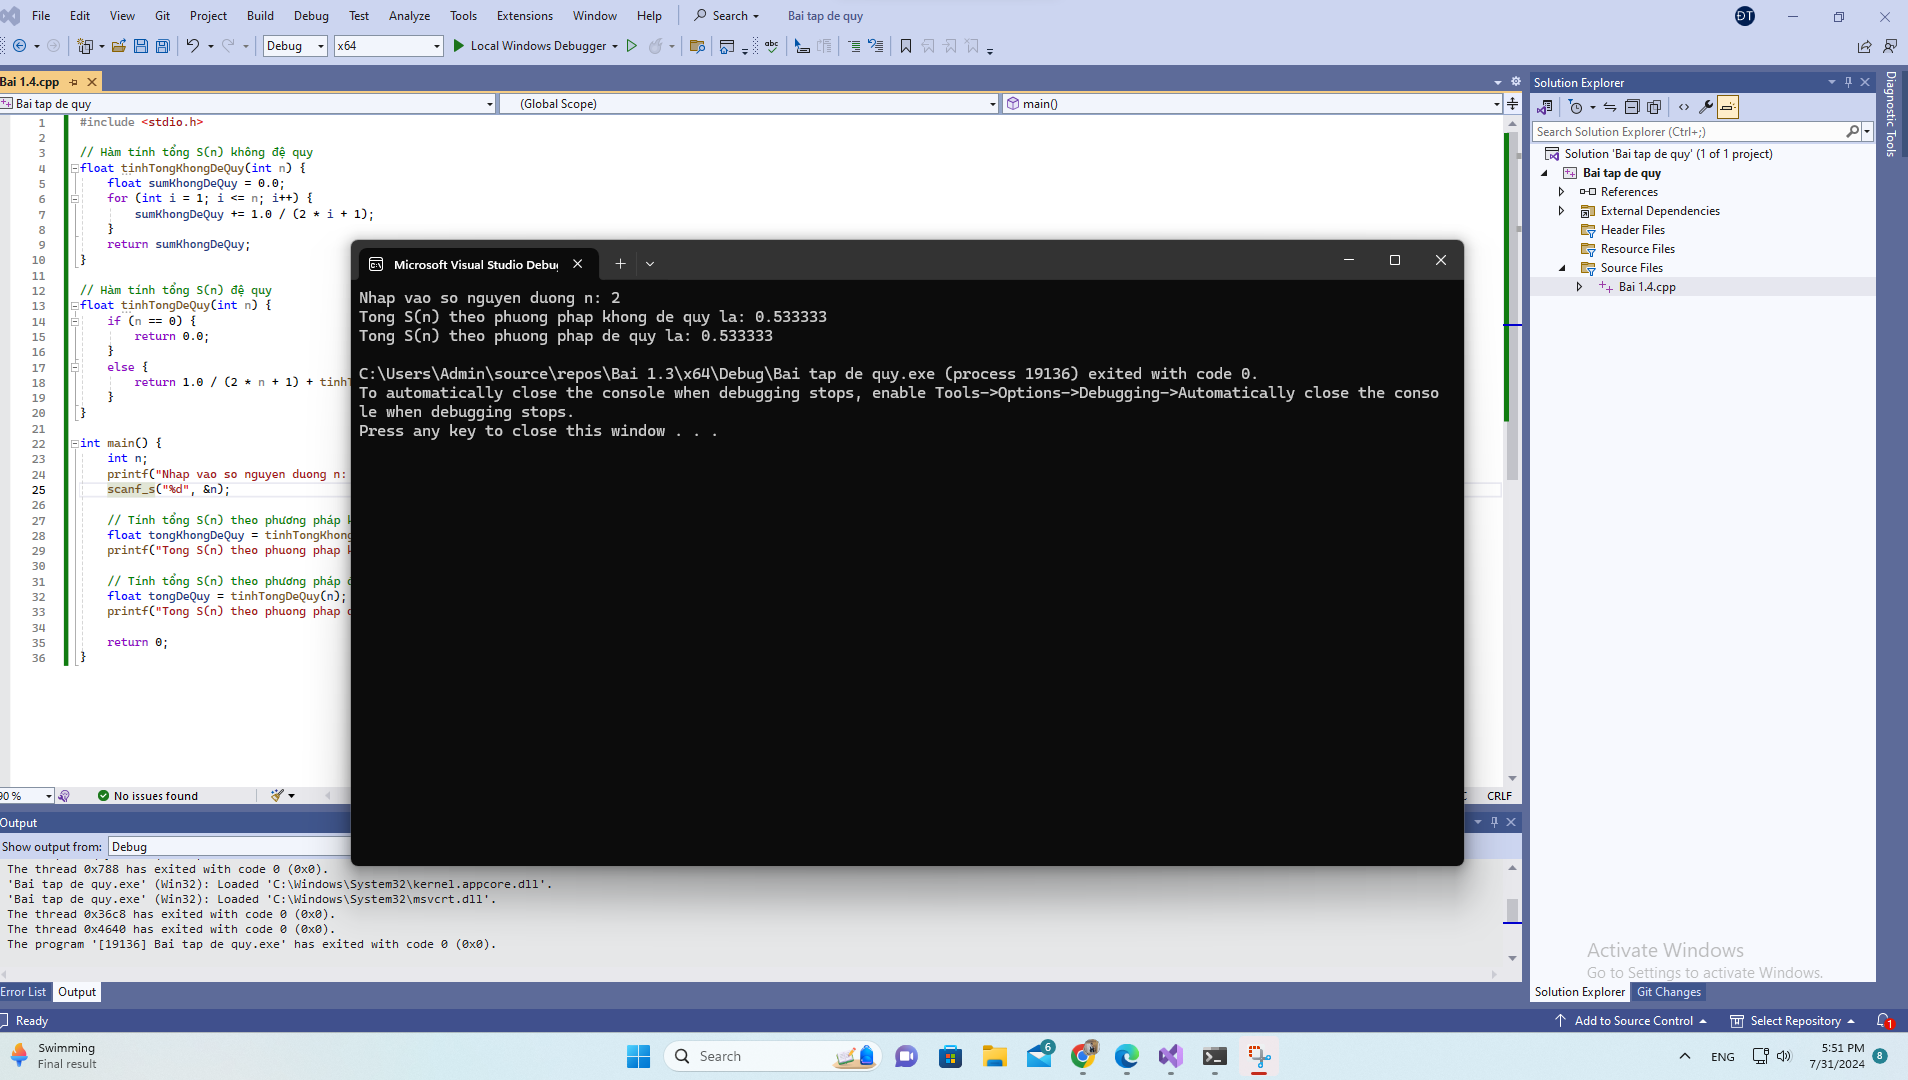 File Edit View Git Project Build Debug Test Analyze Tools Extensions Window Help Search Bai tap de quy ĐT
Debug x64 Local Windows Debugger
Bai 1.4.cpp
Bai tap de quy (Global Scope) main()
1 #include <stdio.h>
2
3 // Hàm tính tổng S(n) không đệ quy
4 float tinhTongKhongDeQuy(int n) {
5 float sumKhongDeQuy = 0.0;
6 for (int i = 1; i <= n; i++) {
7 sumKhongDeQuy += 1.0 / (2 * i + 1);
8 }
9 return sumKhongDeQuy;
10 }
11
12 // Hàm tính tổng S(n) đệ quy
13 float tinhTongDeQuy(int n) {
14 if (n == 0) {
15 return 0.0;
16 }
17 else {
18 return 1.0 / (2 * n + 1) + tinh
19 }
20 }
21
22 int main() {
23 int n;
24 printf("Nhap vao so nguyen duong n:
25 scanf_s("%d", &n);
26
27 // Tính tổng S(n) theo phương pháp
28 float tongKhongDeQuy = tinhTongKhong
29 printf("Tong S(n) theo phuong phap
30
31 // Tính tổng S(n) theo phương pháp
32 float tongDeQuy = tinhTongDeQuy(n);
33 printf("Tong S(n) theo phuong phap
34
35 return 0;
36 }
Microsoft Visual Studio Debug
Nhap vao so nguyen duong n: 2
Tong S(n) theo phuong phap khong de quy la: 0.533333
Tong S(n) theo phuong phap de quy la: 0.533333
C:\Users\Admin\source\repos\Bai 1.3\x64\Debug\Bai tap de quy.exe (process 19136) exited with code 0.
To automatically close the console when debugging stops, enable Tools->Options->Debugging->Automatically close the conso
le when debugging stops.
Press any key to close this window . . .
Solution Explorer
Search Solution Explorer (Ctrl+;)
Solution 'Bai tap de quy' (1 of 1 project)
Bai tap de quy
References
External Dependencies
Header Files
Resource Files
Source Files
Bai 1.4.cpp
Diagnostic Tools
90 % No issues found CRLF
Output
Show output from: Debug
The thread 0x788 has exited with code 0 (0x0).
'Bai tap de quy.exe' (Win32): Loaded 'C:\Windows\System32\kernel.appcore.dll'.
'Bai tap de quy.exe' (Win32): Loaded 'C:\Windows\System32\msvcrt.dll'.
The thread 0x36c8 has exited with code 0 (0x0).
The thread 0x4640 has exited with code 0 (0x0).
The program '[19136] Bai tap de quy.exe' has exited with code 0 (0x0).
Activate Windows
Go to Settings to activate Windows.
Error List Output
Solution Explorer Git Changes
Ready Add to Source Control Select Repository 1
Swimming
Final result
Search
6
ENG
5:51 PM
7/31/2024
8